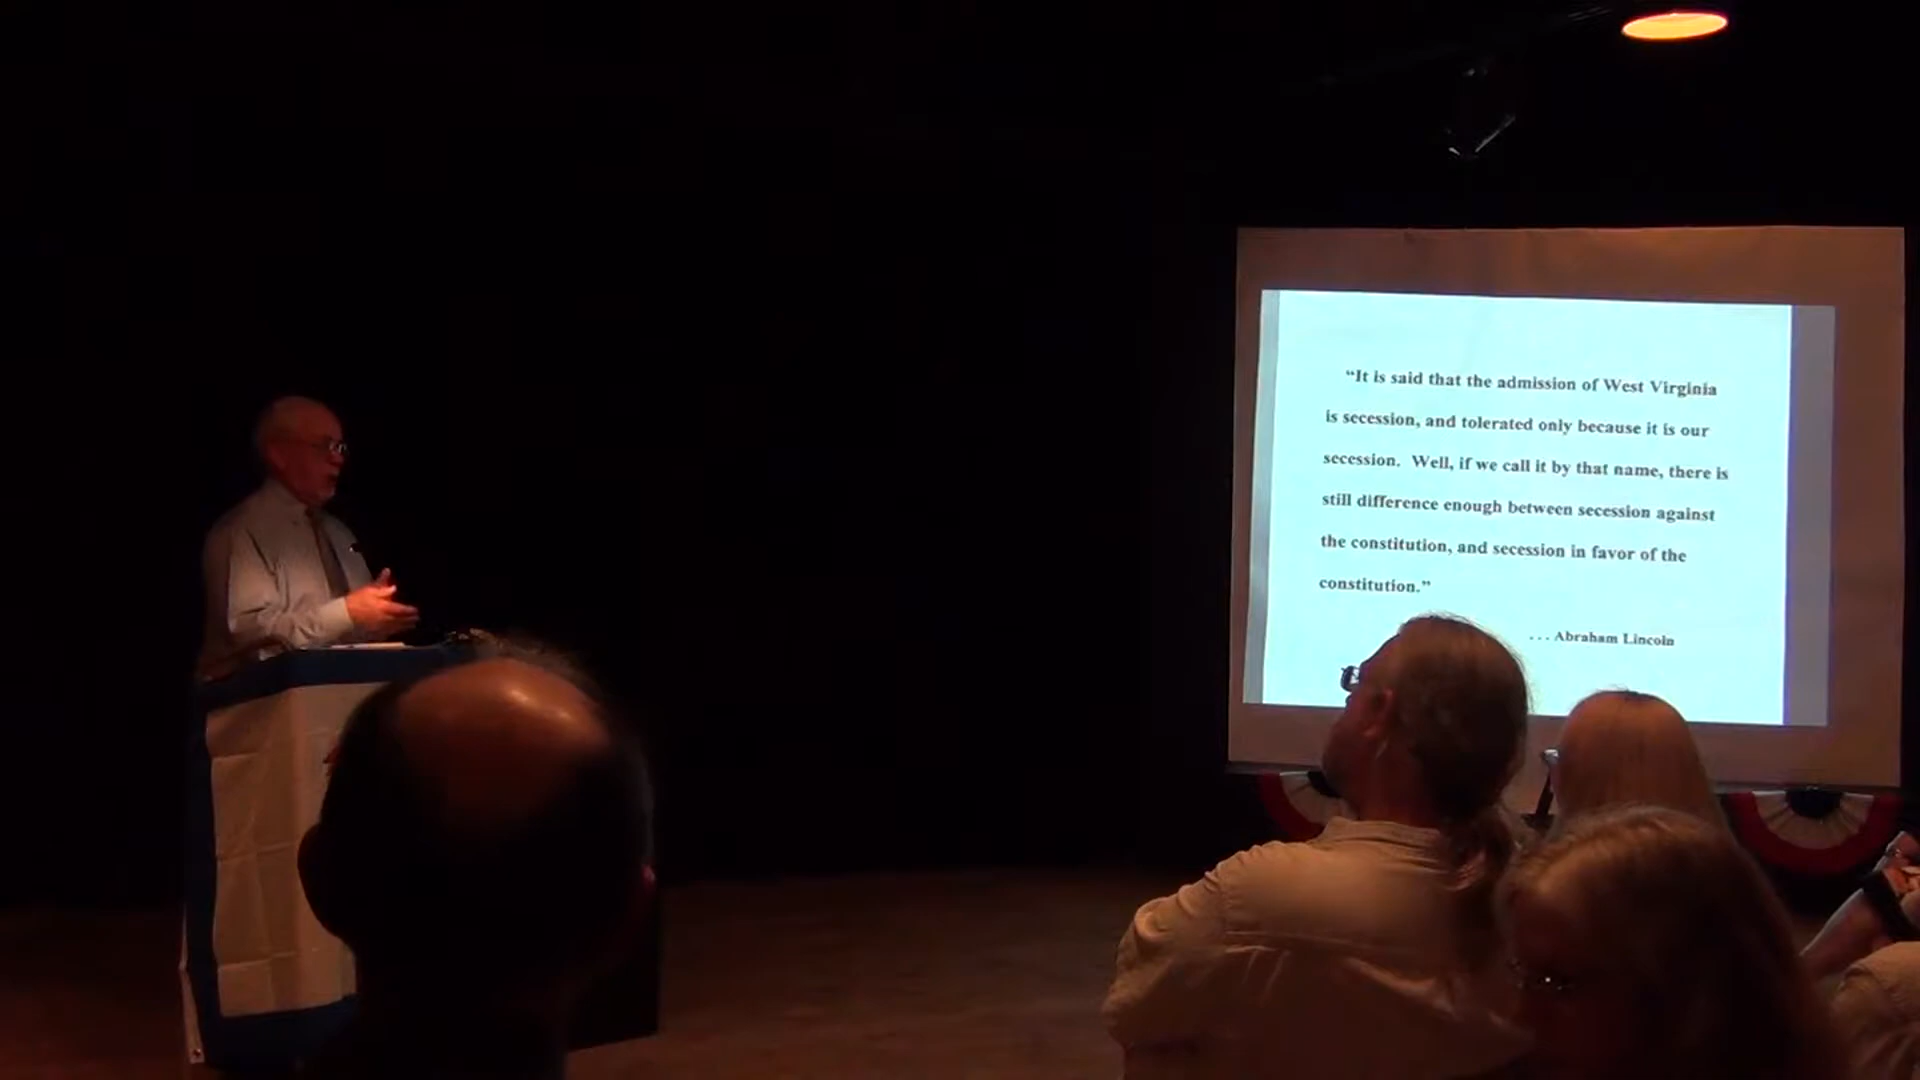 “It is said that the admission of West Virginia
is secession, and tolerated only because it is our
secession.  Well, if we call it by that name, there is
still difference enough between secession against
the constitution, and secession in favor of the
constitution.”
. . . Abraham Lincoln